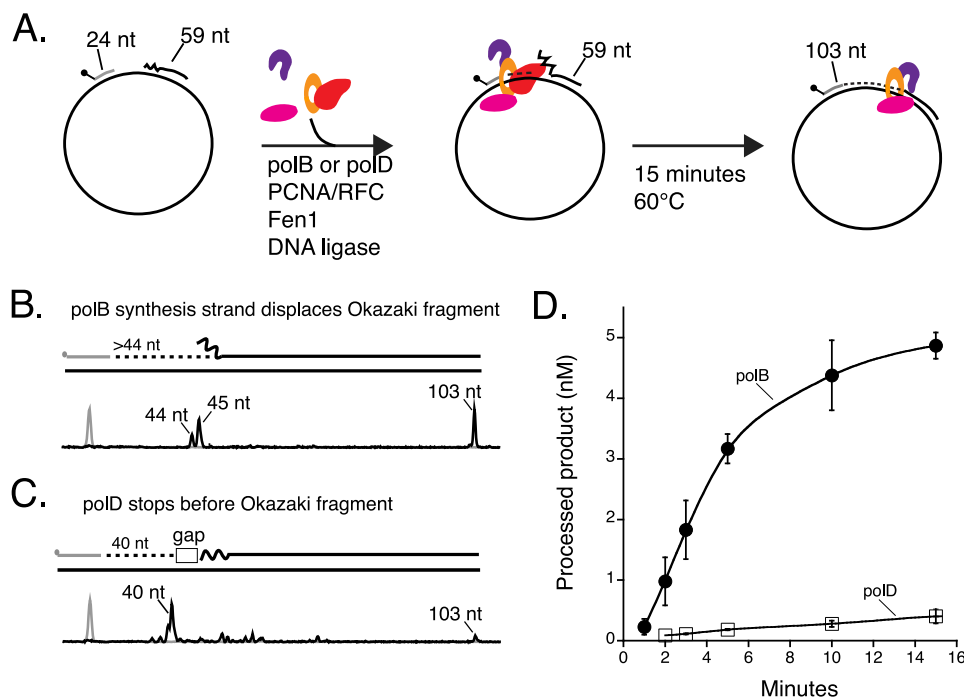 A.
24 nt
59 nt
polB or polD
PCNA/RFC
Fen1
DNA ligase
59 nt
15 minutes
60°C
103 nt
B.
polB synthesis strand displaces Okazaki fragment
>44 nt
44 nt
45 nt
103 nt
C.
polD stops before Okazaki fragment
40 nt
gap
40 nt
103 nt
D.
Processed product (nM)
5
4
3
2
1
0
polB
polD
0 2 4 6 8 10 12 14 16
Minutes